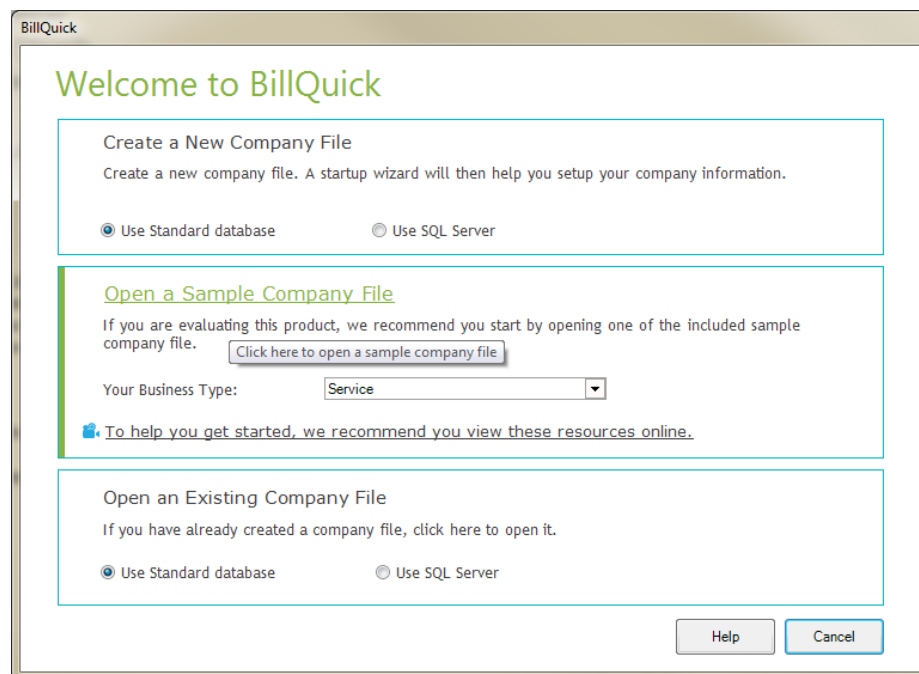 BillQuick
Welcome to BillQuick
Create a New Company File
Create a new company file. A startup wizard will then help you setup your company information.
Use Standard database
Use SQL Server
Open a Sample Company File
If you are evaluating this product, we recommend you start by opening one of the included sample
company file.
Click here to open a sample company file
Your Business Type:
Service
To help you get started, we recommend you view these resources online.
Open an Existing Company File
If you have already created a company file, click here to open it.
Use Standard database
Use SQL Server
Help
Cancel